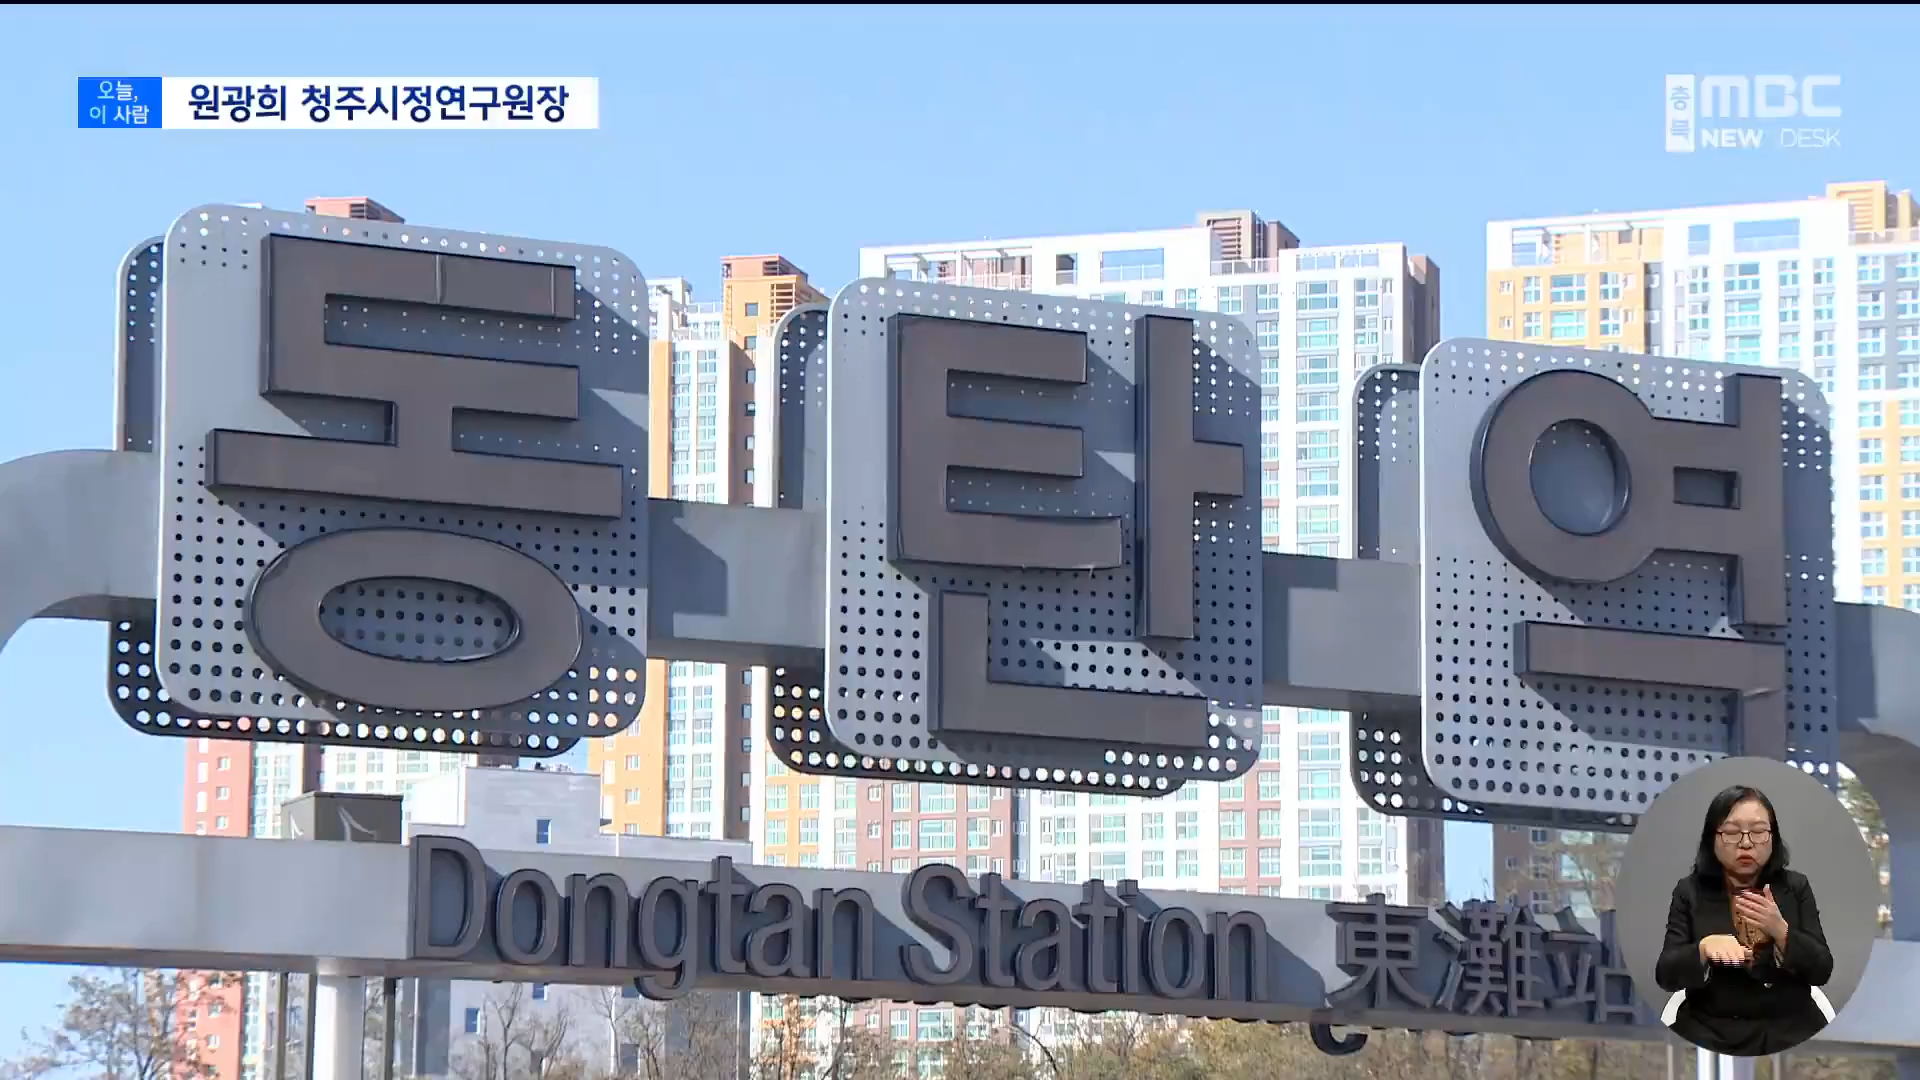 오늘,
이 사람
원광희 청주시정연구원장
충북
MBC
NEW DESK
동탄역
Dongtan Station 東灘站